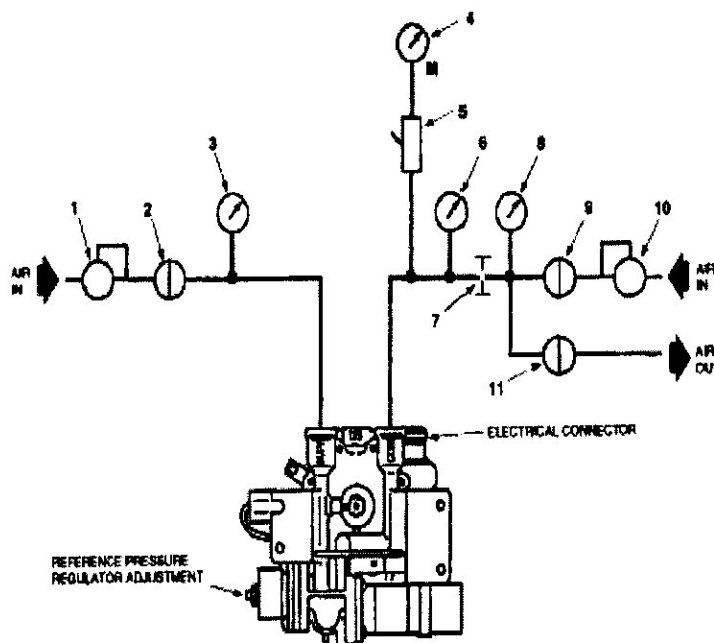 4
M
5
3
6
8
1
2
9
10
AIR
IN
AIR
IN
7
11
AIR
OUT
ELECTRICAL CONNECTOR
REFERENCE PRESSURE
REGULATOR ADJUSTMENT